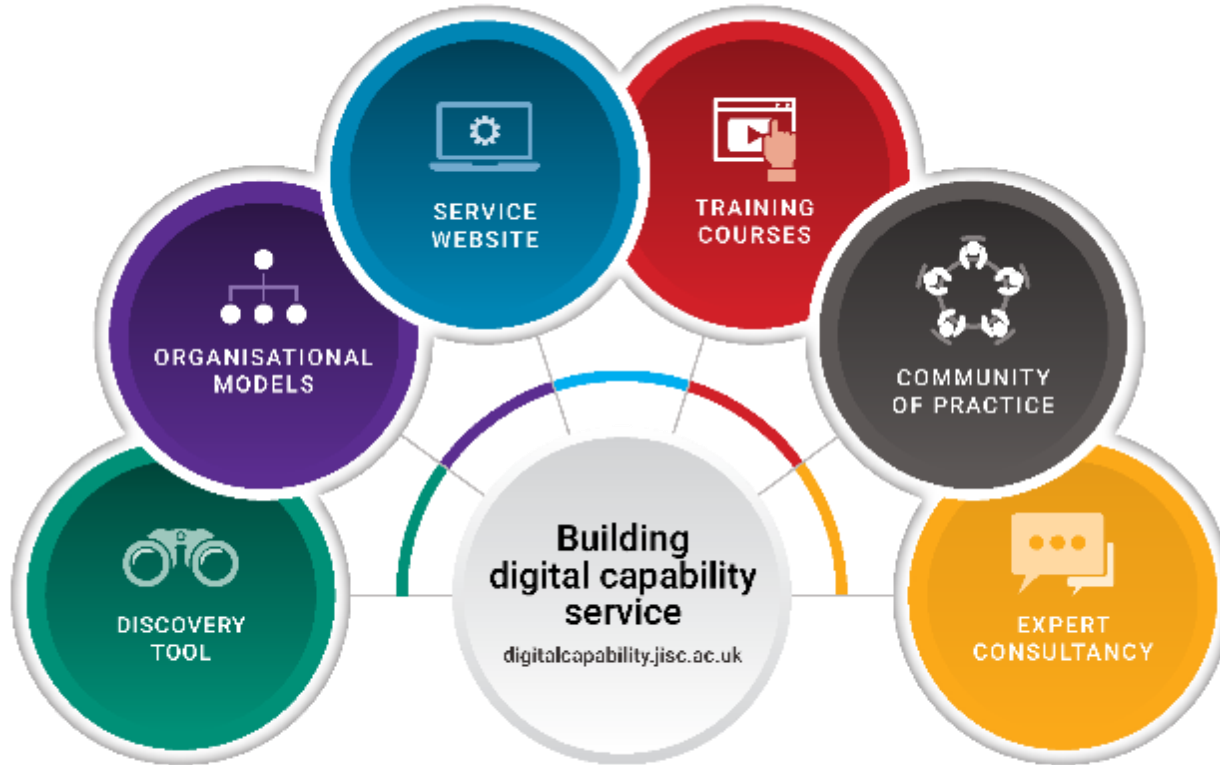 SERVICE
WEBSITE
TRAINING
COURSES
ORGANISATIONAL
MODELS
COMMUNITY
OF PRACTICE
DISCOVERY
TOOL
Building
digital capability
service
digitalcapability.jisc.ac.uk
EXPERT
CONSULTANCY